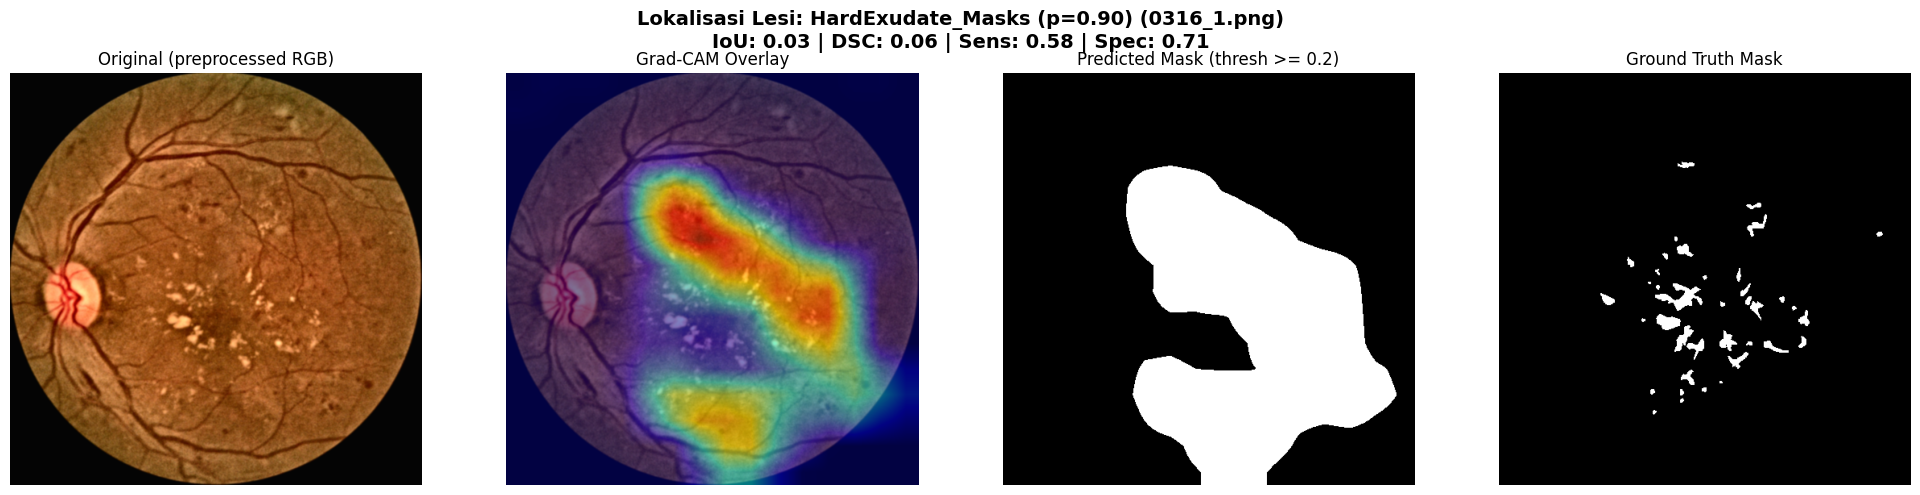 Lokalisasi Lesi: HardExudate_Masks (p=0.90) (0316_1.png)
IoU: 0.03 | DSC: 0.06 | Sens: 0.58 | Spec: 0.71
Original (preprocessed RGB)
Grad-CAM Overlay
Predicted Mask (thresh >= 0.2)
Ground Truth Mask